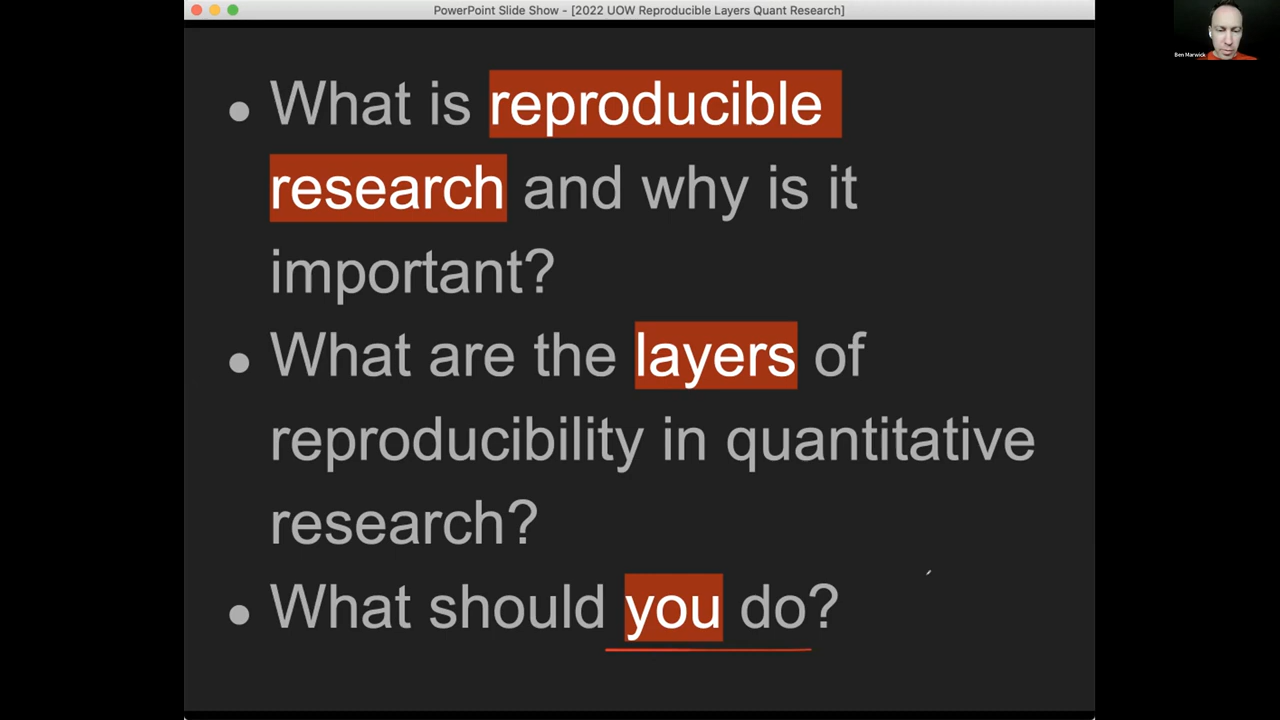 PowerPoint Slide Show - [2022 UOW Reproducible Layers Quant Research]
Ben Marwick
• What is reproducible
research and why is it
important?
• What are the layers of
reproducibility in quantitative
research?
• What should you do?